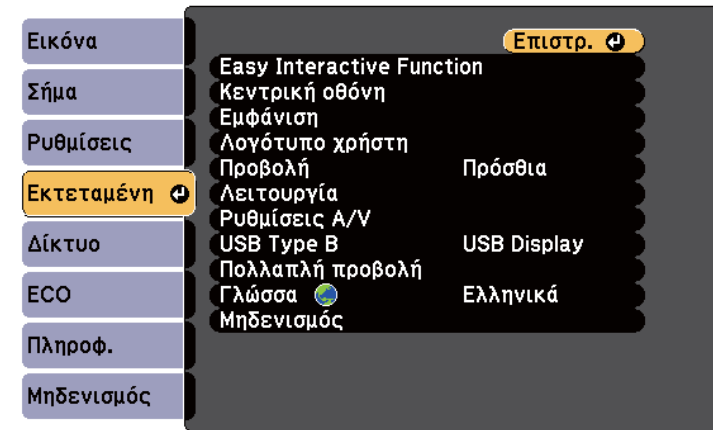 Εικόνα
Σήμα
Ρυθμίσεις
Εκτεταμένη
Δίκτυο
ECO
Πληροφ.
Μηδενισμός
Επιστρ.
Easy Interactive Function
Κεντρική οθόνη
Εμφάνιση
Λογότυπο χρήστη
Προβολή Πρόσθια
Λειτουργία
Ρυθμίσεις A/V
USB Type B USB Display
Πολλαπλή προβολή
Γλώσσα Ελληνικά
Μηδενισμός